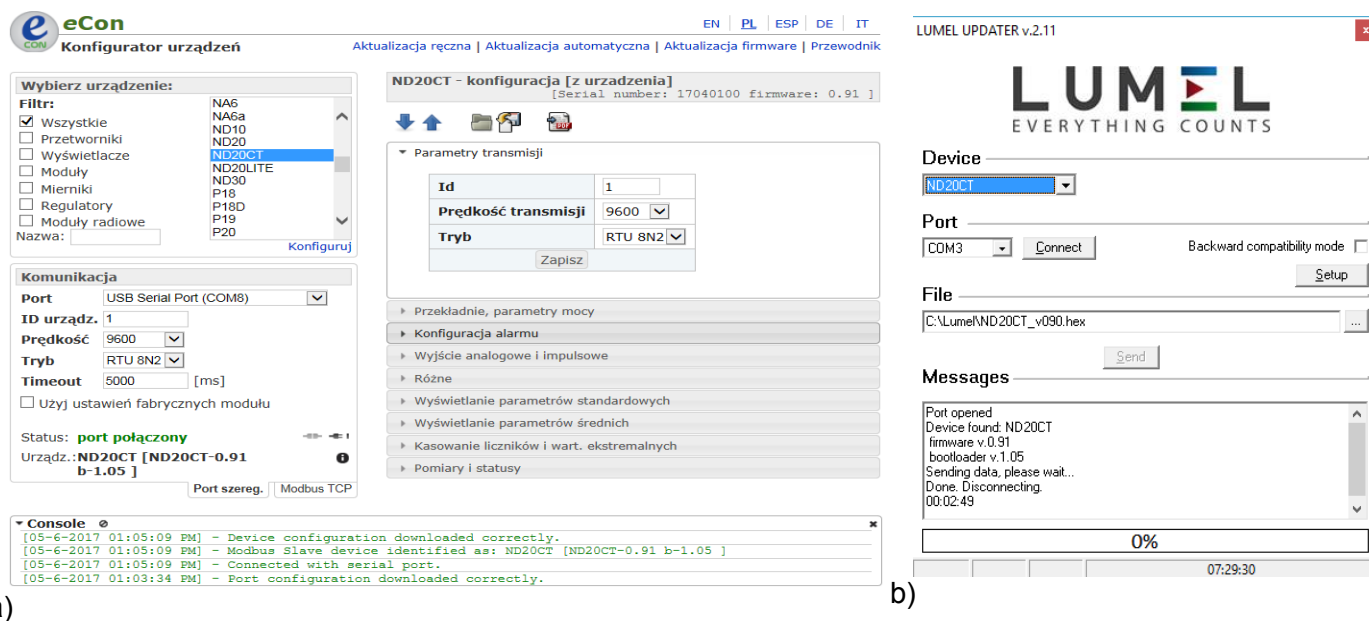 eCon
Konfigurator urządzeń
EN PL ESP DE IT
Aktualizacja ręczna | Aktualizacja automatyczna | Aktualizacja firmware | Przewodnik
Wybierz urządzenie:
Filtr:
Wszystkie
Przetworniki
Wyświetlacze
Moduły
Mierniki
Regulatory
Moduły radiowe
Nazwa:
NA6
NA6a
ND10
ND20
ND20CT
ND20LITE
ND30
P18
P18D
P19
P20
Konfiguruj
Komunikacja
Port USB Serial Port (COM8)
ID urządz. 1
Prędkość 9600
Tryb RTU 8N2
Timeout 5000 [ms]
Użyj ustawień fabrycznych modułu
Status: port połączony
Urządz.:ND20CT [ND20CT-0.91
b-1.05 ]
Port szereg. Modbus TCP
ND20CT - konfiguracja [z urzadzenia]
[Serial number: 17040100 firmware: 0.91 ]
Parametry transmisji
Id 1
Prędkość transmisji 9600
Tryb RTU 8N2
Zapisz
Przekładnie, parametry mocy
Konfiguracja alarmu
Wyjście analogowe i impulsowe
Różne
Wyświetlanie parametrów standardowych
Wyświetlanie parametrów średnich
Kasowanie liczników i wart. ekstremalnych
Pomiary i statusy
Console
[05-6-2017 01:05:09 PM] - Device configuration downloaded correctly.
[05-6-2017 01:05:09 PM] - Modbus Slave device identified as: ND20CT [ND20CT-0.91 b-1.05 ]
[05-6-2017 01:05:09 PM] - Connected with serial port.
[05-6-2017 01:03:34 PM] - Port configuration downloaded correctly.
a)
LUMEL UPDATER v.2.11
LUMEL
EVERYTHING COUNTS
Device
ND20CT
Port
COM3 Connect Backward compatibility mode
Setup
File
C:\Lumel\ND20CT_v090.hex ...
Send
Messages
Port opened
Device found: ND20CT
firmware v.0.91
bootloader v.1.05
Sending data, please wait...
Done. Disconnecting.
00:02:49
0%
07:29:30
b)